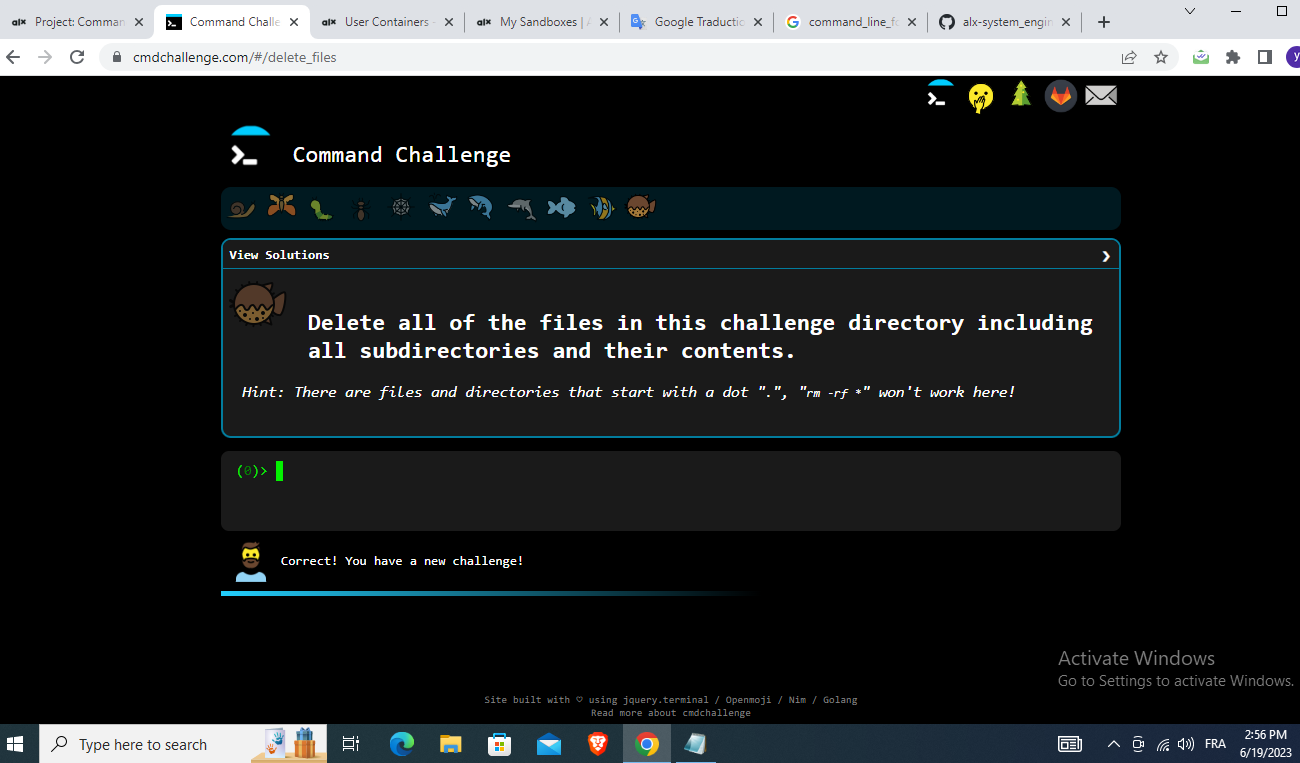 alx Project: Comman
Command Challe
alx User Containers -
alx My Sandboxes | A
Google Traductio
command_line_fo
alx-system_engin
cmdchallenge.com/#/delete_files
Command Challenge
View Solutions
Delete all of the files in this challenge directory including
all subdirectories and their contents.
Hint: There are files and directories that start with a dot ".", "rm -rf *" won't work here!
(0)>
Correct! You have a new challenge!
Activate Windows
Go to Settings to activate Windows.
Site built with ♡ using jquery.terminal / Openmoji / Nim / Golang
Read more about cmdchallenge
Type here to search
FRA
2:56 PM
6/19/2023